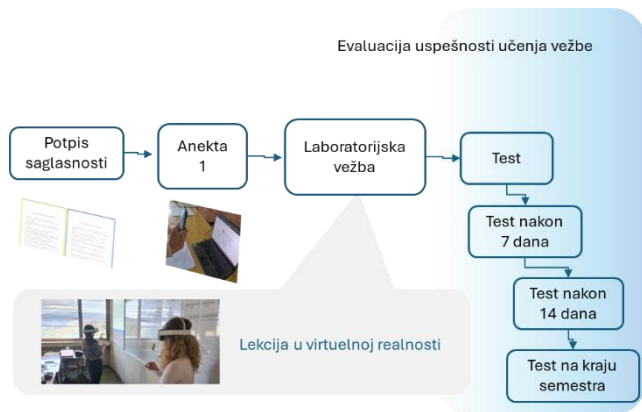 Evaluacija uspešnosti učenja vežbe
Potpis
saglasnosti
Anekta
1
Laboratorijska
vežba
Test
Test nakon
7 dana
Test nakon
14 dana
Test na kraju
semestra
Lekcija u virtuelnoj realnosti